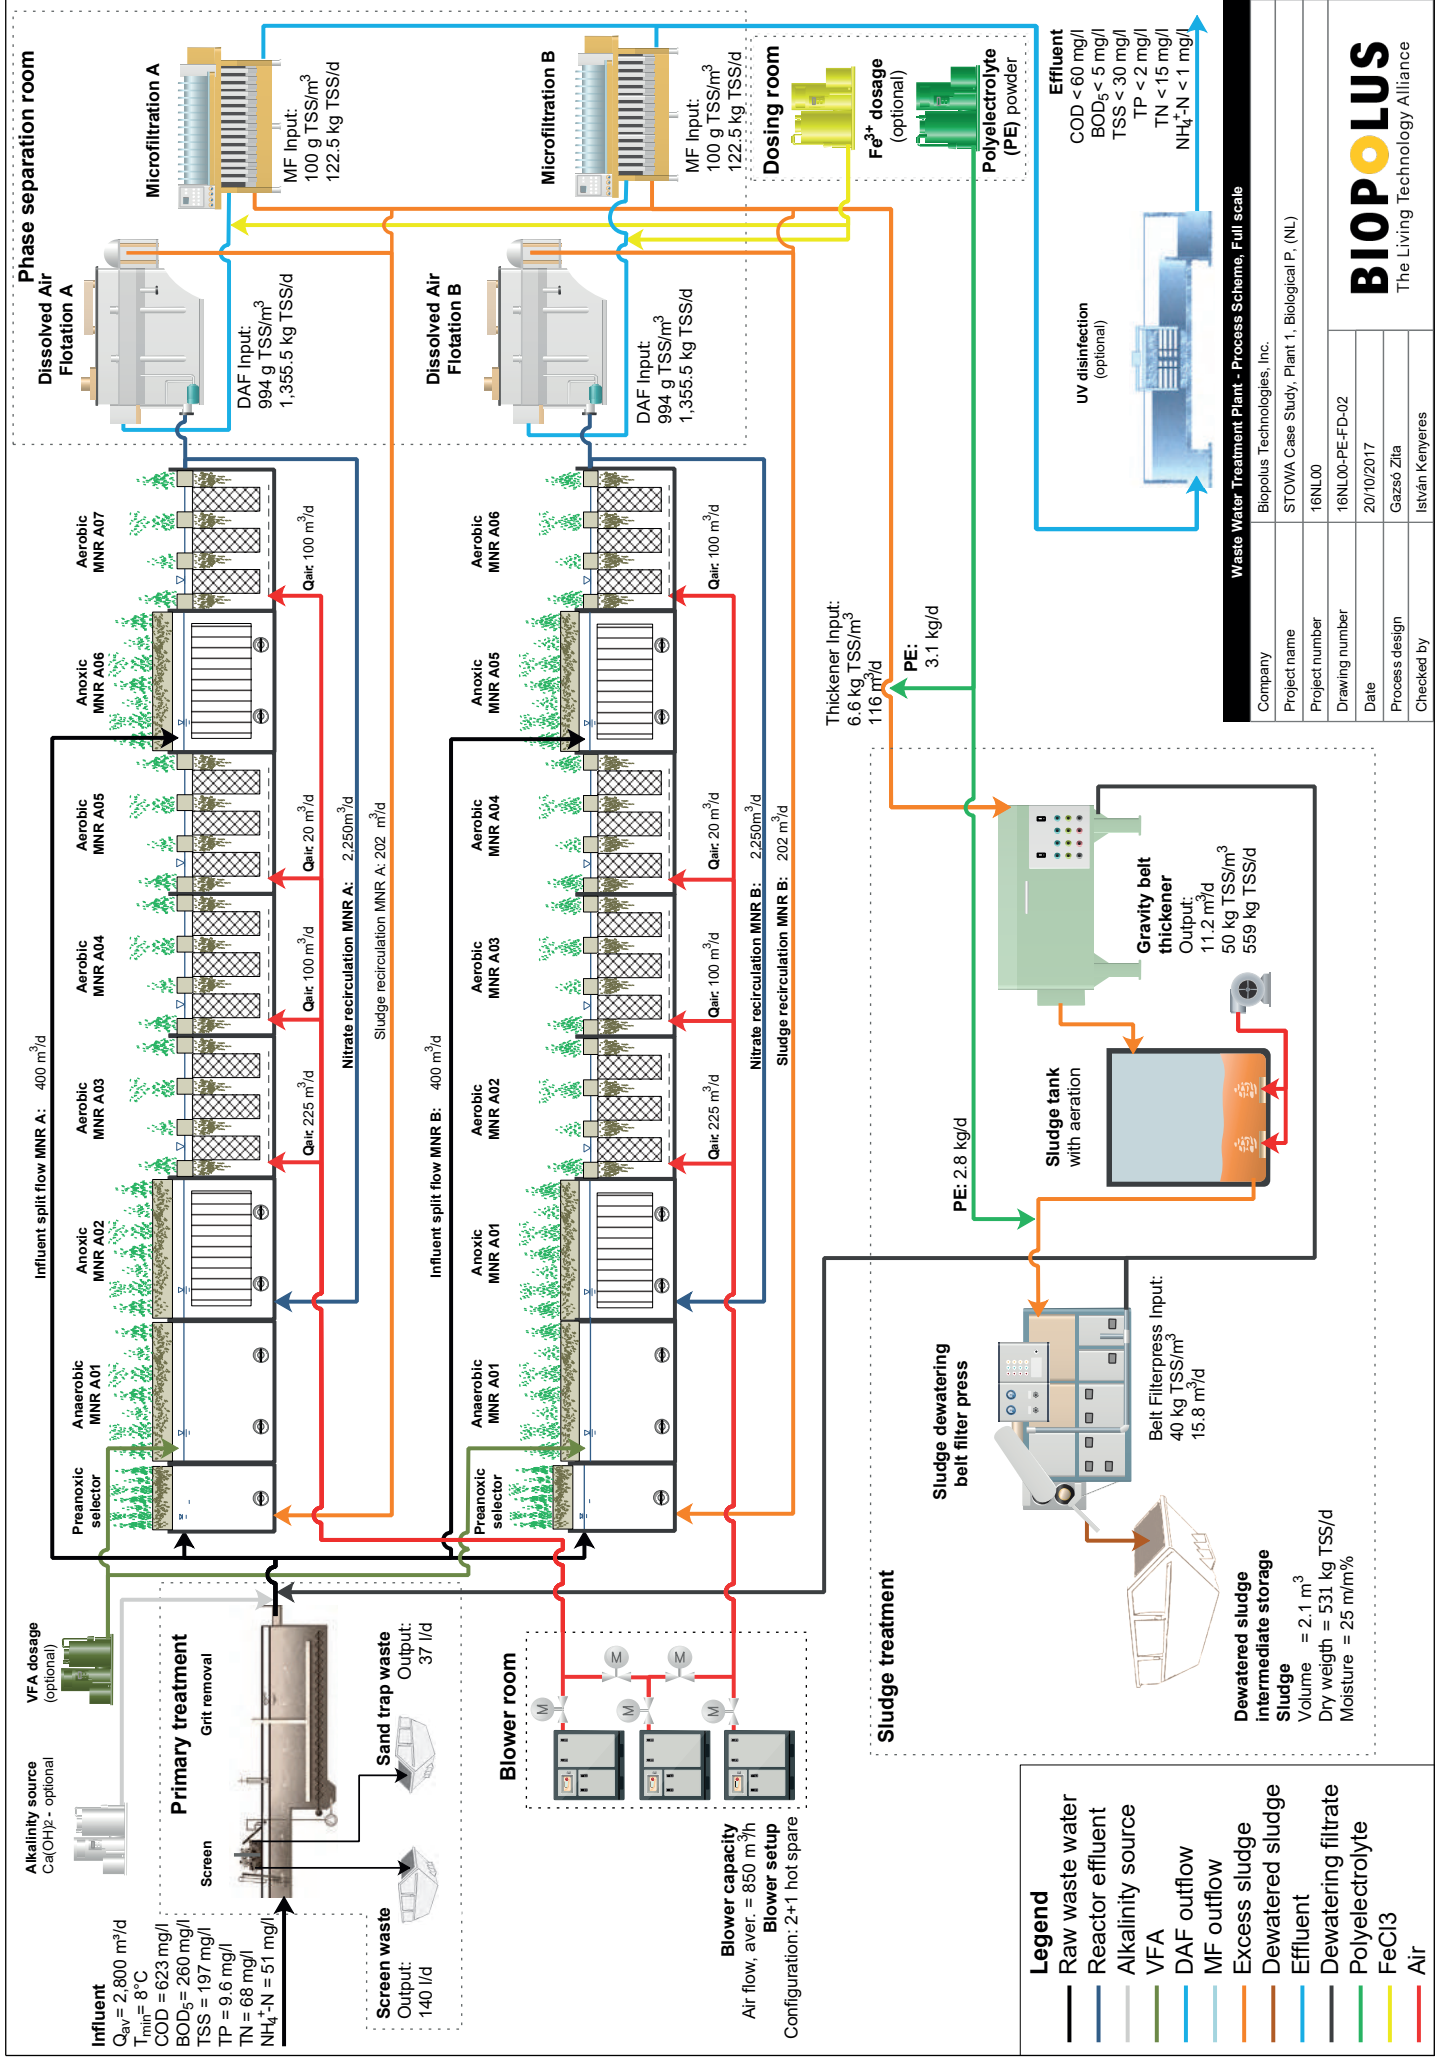 Influent
Qav = 2,800 m³/d
Tmin = 8°C
COD = 623 mg/l
BOD5 = 260 mg/l
TSS = 197 mg/l
TP = 9.6 mg/l
TN = 68 mg/l
NH4+-N = 51 mg/l
Alkalinity source
Ca(OH)2 - optional
VFA dosage
(optional)
Primary treatment
Grit removal
Screen
Screen waste
Output:
140 l/d
Sand trap waste
Output:
37 l/d
Influent split flow MNR A: 400 m³/d
Preanoxic
selector
Anaerobic
MNR A01
Anoxic
MNR A02
Aerobic
MNR A03
Aerobic
MNR A04
Aerobic
MNR A05
Anoxic
MNR A06
Aerobic
MNR A07
Qair: 225 m³/d
Qair: 100 m³/d
Qair: 20 m³/d
Qair: 100 m³/d
Nitrate recirculation MNR A: 2,250m³/d
Sludge recirculation MNR A: 202 m³/d
Influent split flow MNR B: 400 m³/d
Preanoxic
selector
Anaerobic
MNR A01
Anoxic
MNR A01
Aerobic
MNR A02
Aerobic
MNR A03
Aerobic
MNR A04
Anoxic
MNR A05
Aerobic
MNR A06
Qair: 225 m³/d
Qair: 100 m³/d
Qair: 20 m³/d
Qair: 100 m³/d
Nitrate recirculation MNR B: 2,250m³/d
Sludge recirculation MNR B: 202 m³/d
Phase separation room
Dissolved Air
Flotation A
DAF Input:
994 g TSS/m³
1,355.5 kg TSS/d
Microfiltration A
MF Input:
100 g TSS/m³
122.5 kg TSS/d
Dissolved Air
Flotation B
DAF Input:
994 g TSS/m³
1,355.5 kg TSS/d
Microfiltration B
MF Input:
100 g TSS/m³
122.5 kg TSS/d
Dosing room
Fe3+ dosage
(optional)
Polyelectrolyte
(PE) powder
Effluent
COD < 60 mg/l
BOD5 < 5 mg/l
TSS < 30 mg/l
TP < 2 mg/l
TN < 15 mg/l
NH4+-N < 1 mg/l
UV disinfection
(optional)
Blower room
M
M
M
M
M
Blower capacity
Air flow, aver. = 850 m³/h
Blower setup
Configuration: 2+1 hot spare
Thickener Input:
6.6 kg TSS/m³
116 m³/d
PE:
3.1 kg/d
PE: 2.8 kg/d
Sludge treatment
Gravity belt
thickener
Output:
11.2 m³/d
50 kg TSS/m³
559 kg TSS/d
Sludge tank
with aeration
Sludge dewatering
belt filter press
Belt Filterpress Input:
40 kg TSS/m³
15.8 m³/d
Dewatered sludge
intermediate storage
Sludge
Volume = 2.1 m³
Dry weigth = 531 kg TSS/d
Moisture = 25 m/m%
Legend
Raw waste water
Reactor effluent
Alkalinity source
VFA
DAF outflow
MF outflow
Excess sludge
Dewatered sludge
Effluent
Dewatering filtrate
Polyelectrolyte
FeCl3
Air
Waste Water Treatment Plant - Process Scheme, Full scale
Company Biopolus Technologies, Inc.
Project name STOWA Case Study, Plant 1, Biological P, (NL)
Project number 16NL00
Drawing number 16NL00-PE-FD-02
Date 20/10/2017
Process design Gazsó Zita
Checked by István Kenyeres
BIOPOLUS
The Living Technology Alliance